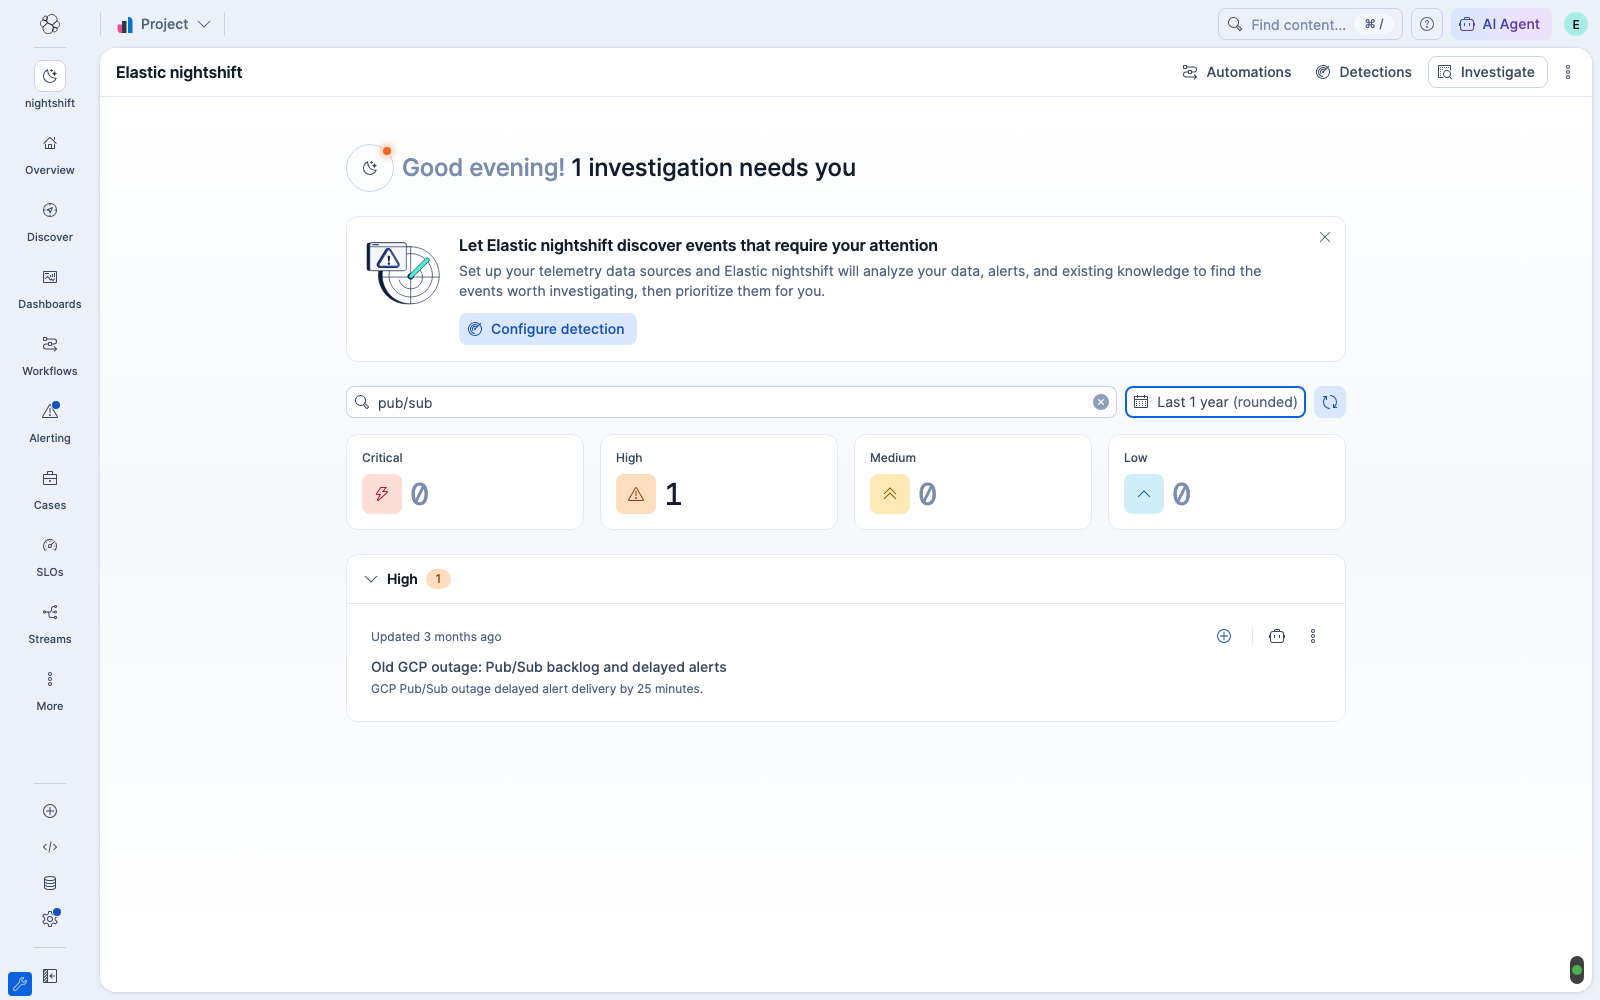 Project
Find content...
⌘ /
AI Agent
E
Elastic nightshift
Automations
Detections
Investigate
nightshift
Overview
Discover
Dashboards
Workflows
Alerting
Cases
SLOs
Streams
More
Good evening! 1 investigation needs you
Let Elastic nightshift discover events that require your attention
Set up your telemetry data sources and Elastic nightshift will analyze your data, alerts, and existing knowledge to find the
events worth investigating, then prioritize them for you.
Configure detection
pub/sub
Last 1 year (rounded)
Critical
0
High
1
Medium
0
Low
0
High 1
Updated 3 months ago
Old GCP outage: Pub/Sub backlog and delayed alerts
GCP Pub/Sub outage delayed alert delivery by 25 minutes.